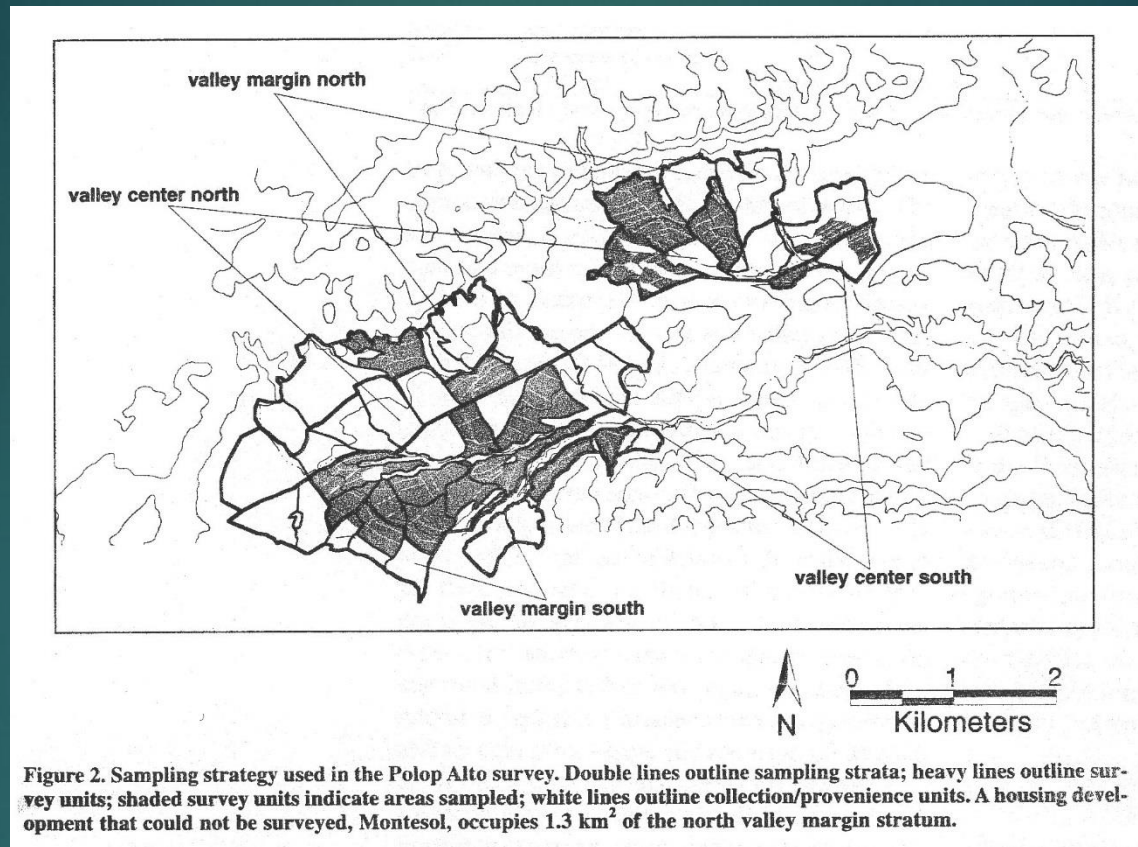 valley margin north
valley center north
valley center south
valley margin south
N
0 1 2
Kilometers
Figure 2. Sampling strategy used in the Polop Alto survey. Double lines outline sampling strata; heavy lines outline sur-
vey units; shaded survey units indicate areas sampled; white lines outline collection/provenience units. A housing devel-
opment that could not be surveyed, Montesol, occupies 1.3 km² of the north valley margin stratum.